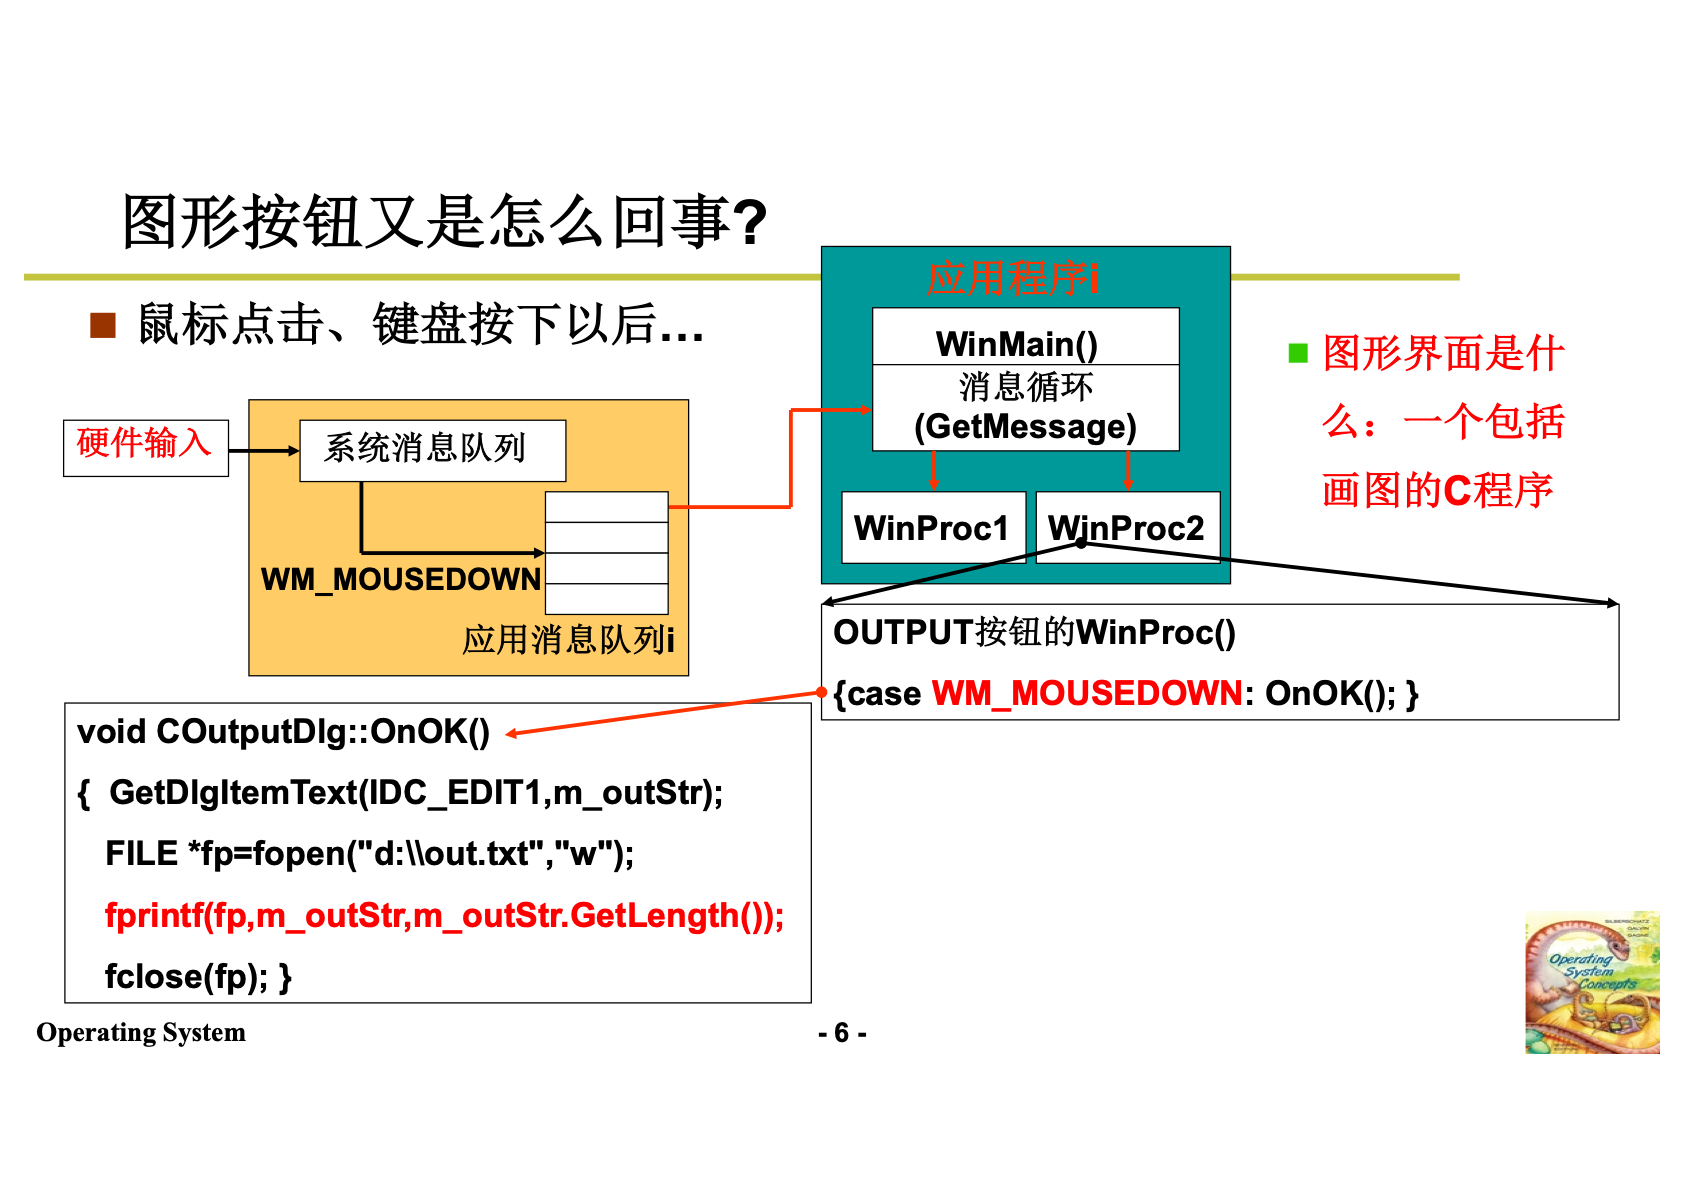 图形按钮又是怎么回事?
鼠标点击、键盘按下以后...
硬件输入
系统消息队列
WM_MOUSEDOWN
应用消息队列i
应用程序i
WinMain()
消息循环
(GetMessage)
WinProc1
WinProc2
图形界面是什
么：一个包括
画图的C程序
OUTPUT按钮的WinProc()
{case WM_MOUSEDOWN: OnOK(); }
void COutputDlg::OnOK()
{ GetDlgItemText(IDC_EDIT1,m_outStr);
FILE *fp=fopen("d:\\out.txt","w");
fprintf(fp,m_outStr,m_outStr.GetLength());
fclose(fp); }
Operating System
- 6 -
SILBERSCHATZ
GALVIN
GAGNE
Operating
System
Concepts